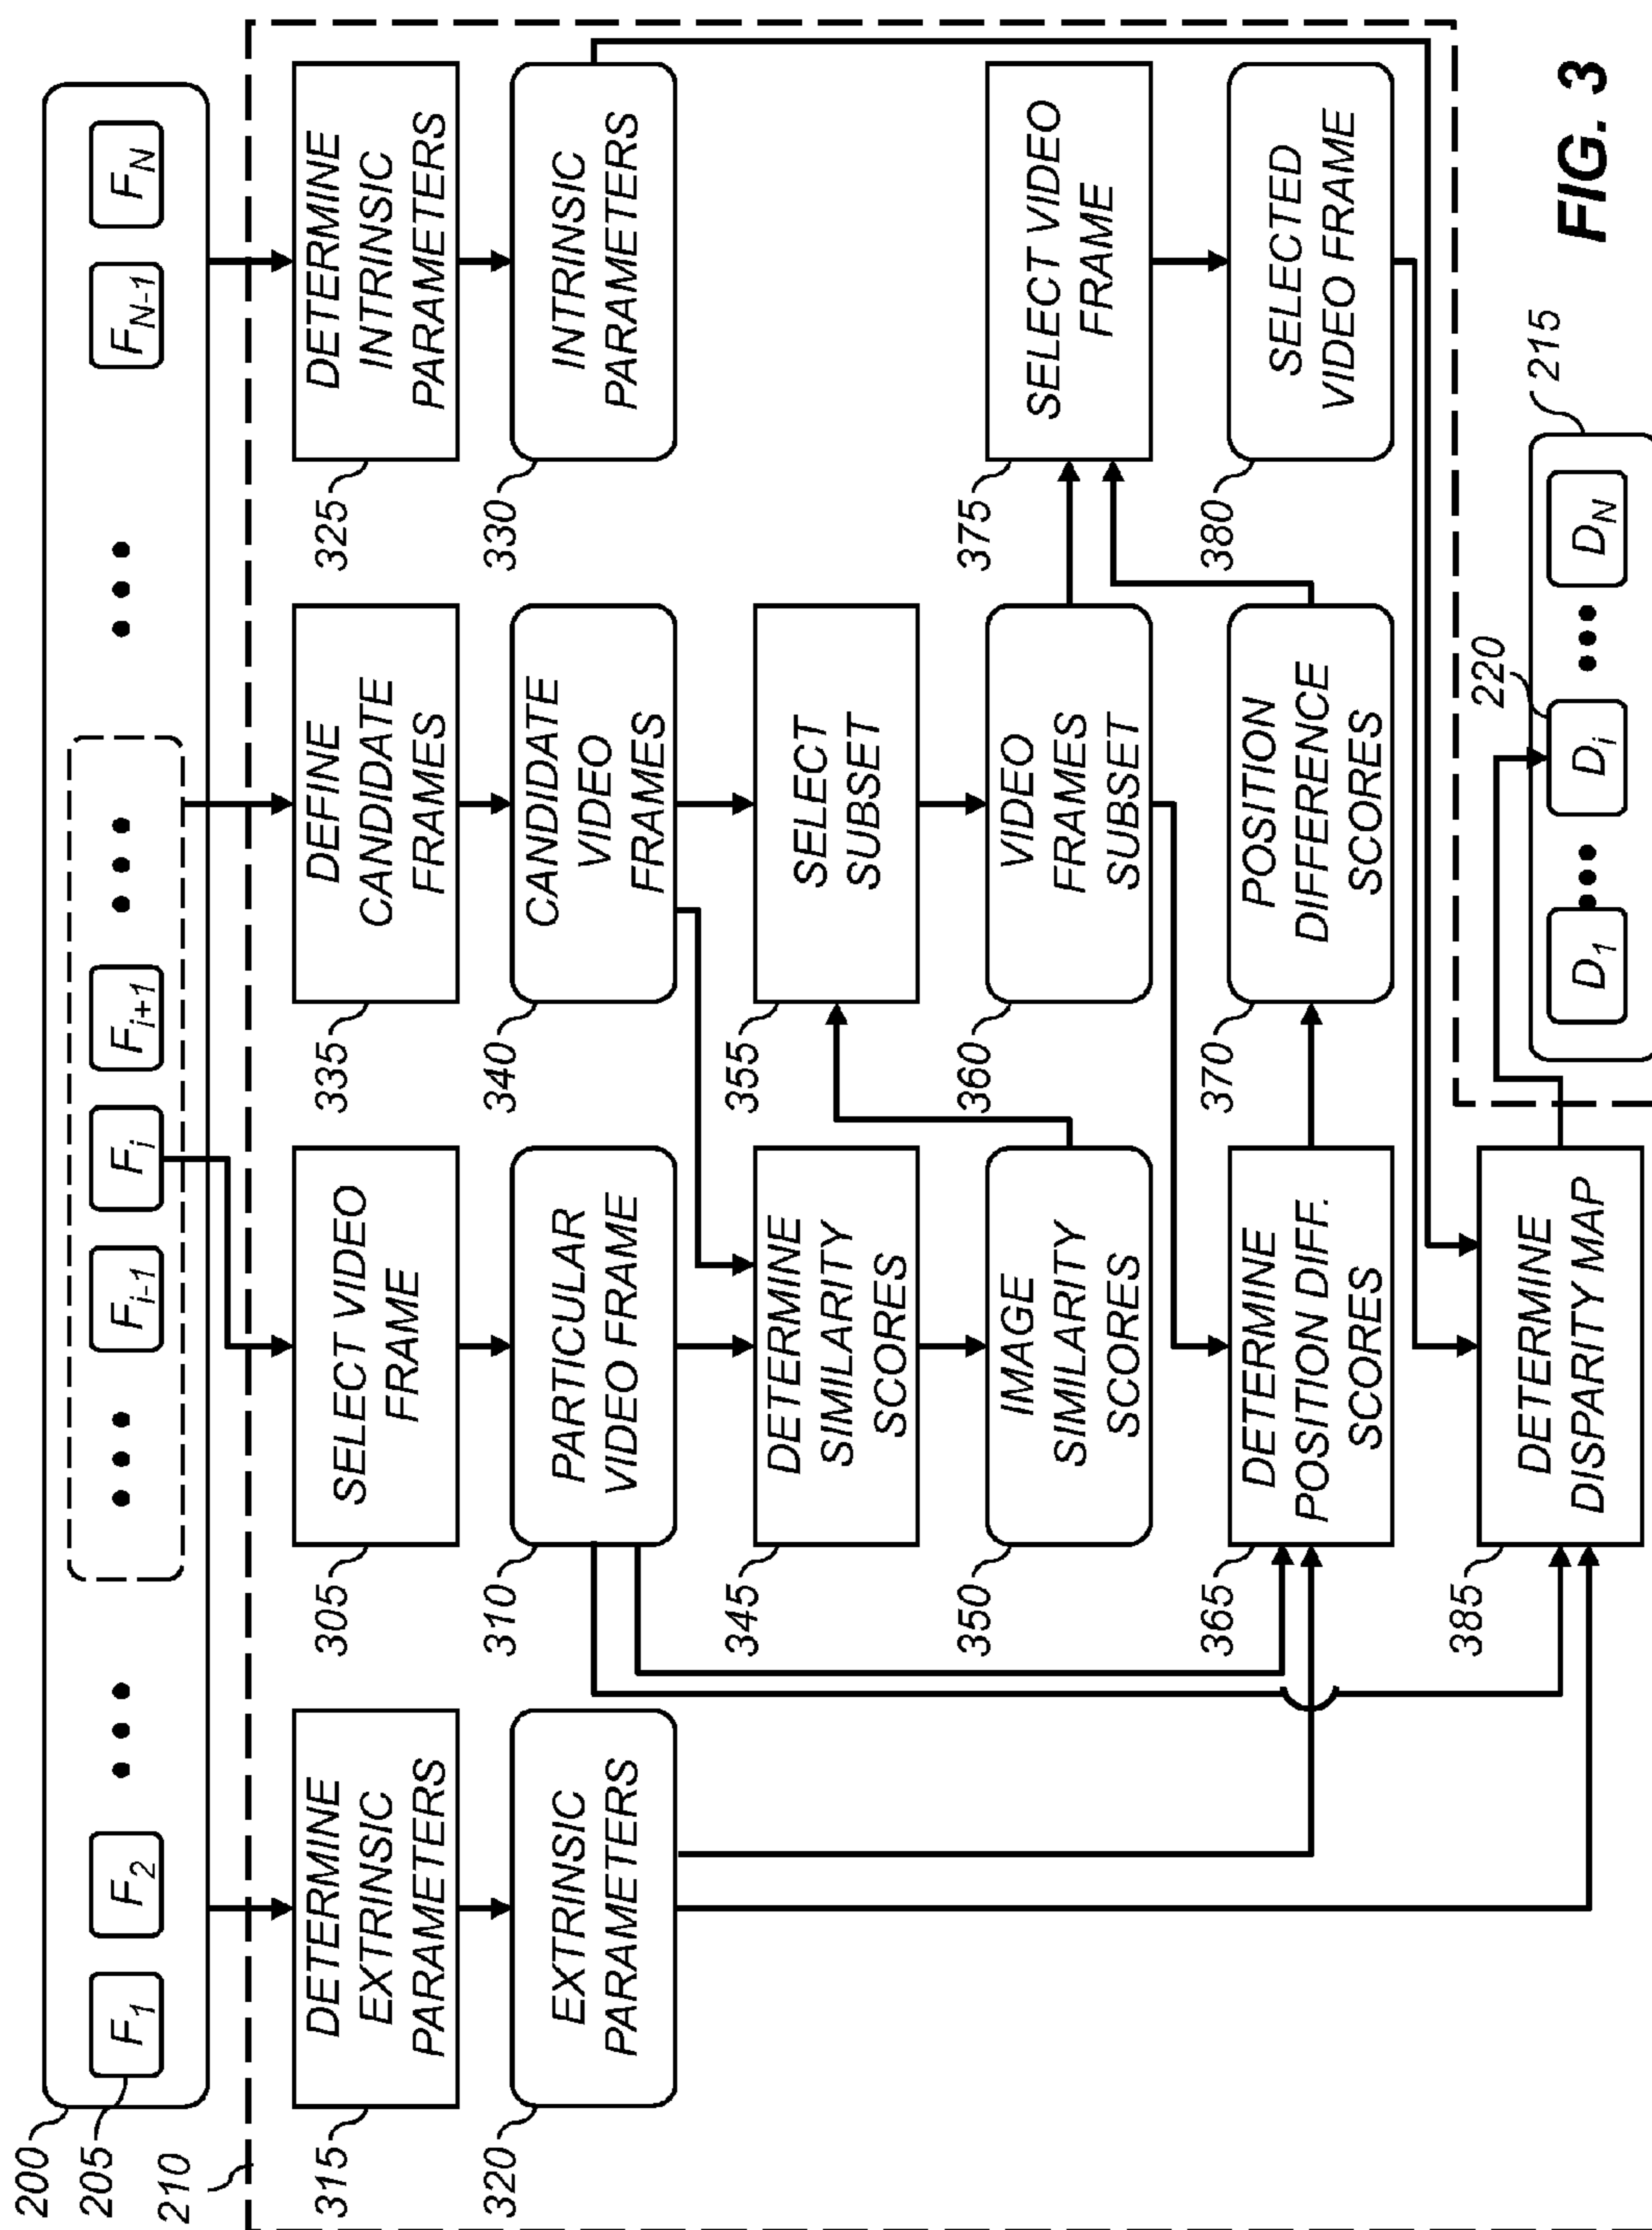 200
205
210
F1
F2
•••
•••
Fi-1
Fi
Fi+1
•••
•••
FN-1
FN
315
DETERMINE
EXTRINSIC
PARAMETERS
305
SELECT VIDEO
FRAME
335
DEFINE
CANDIDATE
FRAMES
325
DETERMINE
INTRINSIC
PARAMETERS
320
EXTRINSIC
PARAMETERS
310
PARTICULAR
VIDEO FRAME
340
CANDIDATE
VIDEO
FRAMES
330
INTRINSIC
PARAMETERS
345
DETERMINE
SIMILARITY
SCORES
355
SELECT
SUBSET
350
IMAGE
SIMILARITY
SCORES
360
VIDEO
FRAMES
SUBSET
375
SELECT VIDEO
FRAME
365
DETERMINE
POSITION DIFF.
SCORES
370
POSITION
DIFFERENCE
SCORES
380
SELECTED
VIDEO FRAME
385
DETERMINE
DISPARITY MAP
220
215
D1
•••
Di
•••
DN
FIG. 3